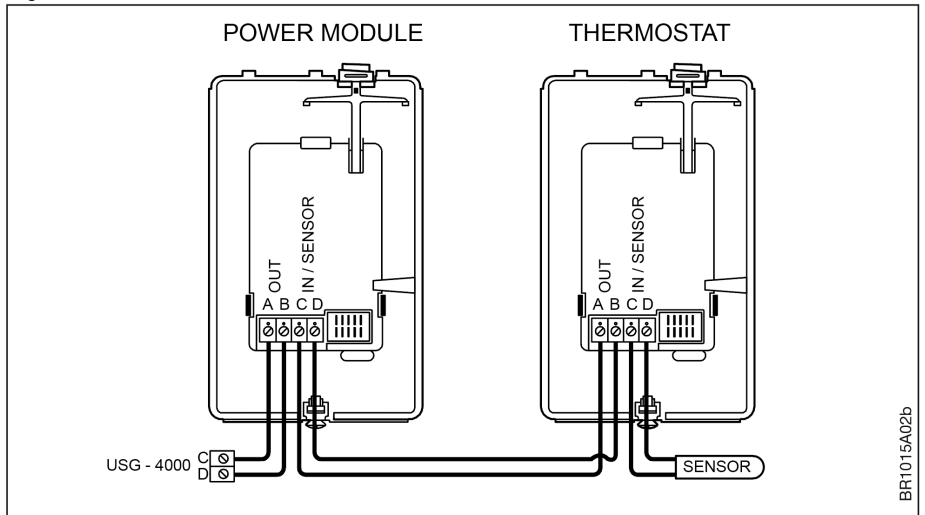 POWER MODULE
THERMOSTAT
OUT
IN / SENSOR
A B C D
OUT
IN / SENSOR
A B C D
USG - 4000
C
D
SENSOR
BR1015A02b